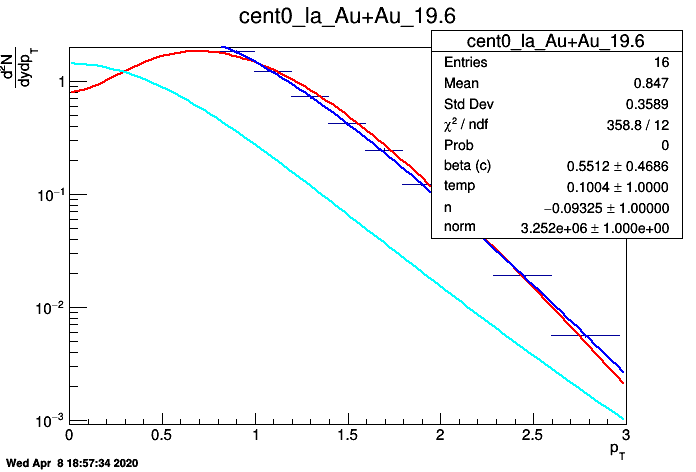 cent0_la_Au+Au_19.6
cent0_la_Au+Au_19.6
Entries 16
Mean 0.847
Std Dev 0.3589
χ² / ndf 358.8 / 12
Prob 0
beta (c) 0.5512 ± 0.4686
temp 0.1004 ± 1.0000
n −0.09325 ± 1.00000
norm 3.252e+06 ± 1.000e+00
d²N
dydp_T
1
10⁻¹
10⁻²
10⁻³
0 0.5 1 1.5 2 2.5 3
p_T
Wed Apr 8 18:57:34 2020